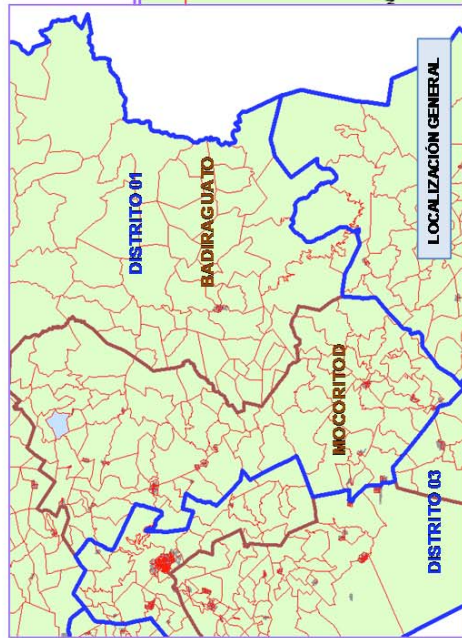 DISTRITO 01
BADIRAGUATO
MOCORITO
DISTRITO 03
LOCALIZACIÓN GENERAL